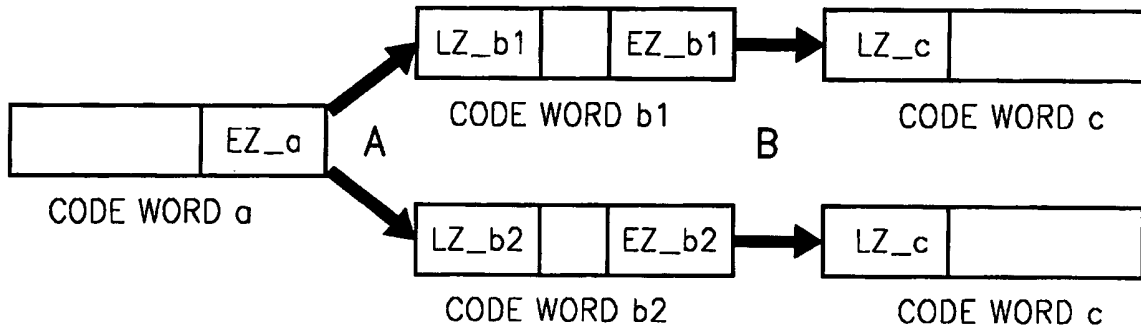 LZ_b1 EZ_b1 LZ_c
CODE WORD b1 CODE WORD c
EZ_a A B
CODE WORD a
LZ_b2 EZ_b2 LZ_c
CODE WORD b2 CODE WORD c